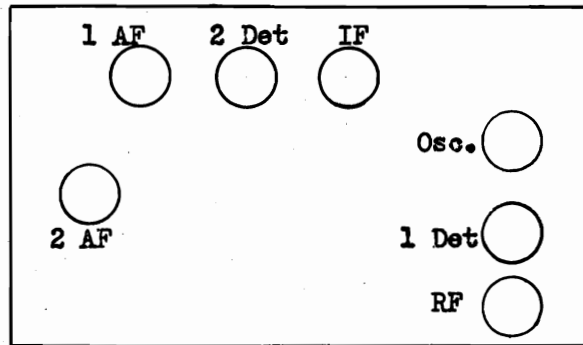 1 AF 2 Det IF
Osc.
2 AF
1 Det
RF